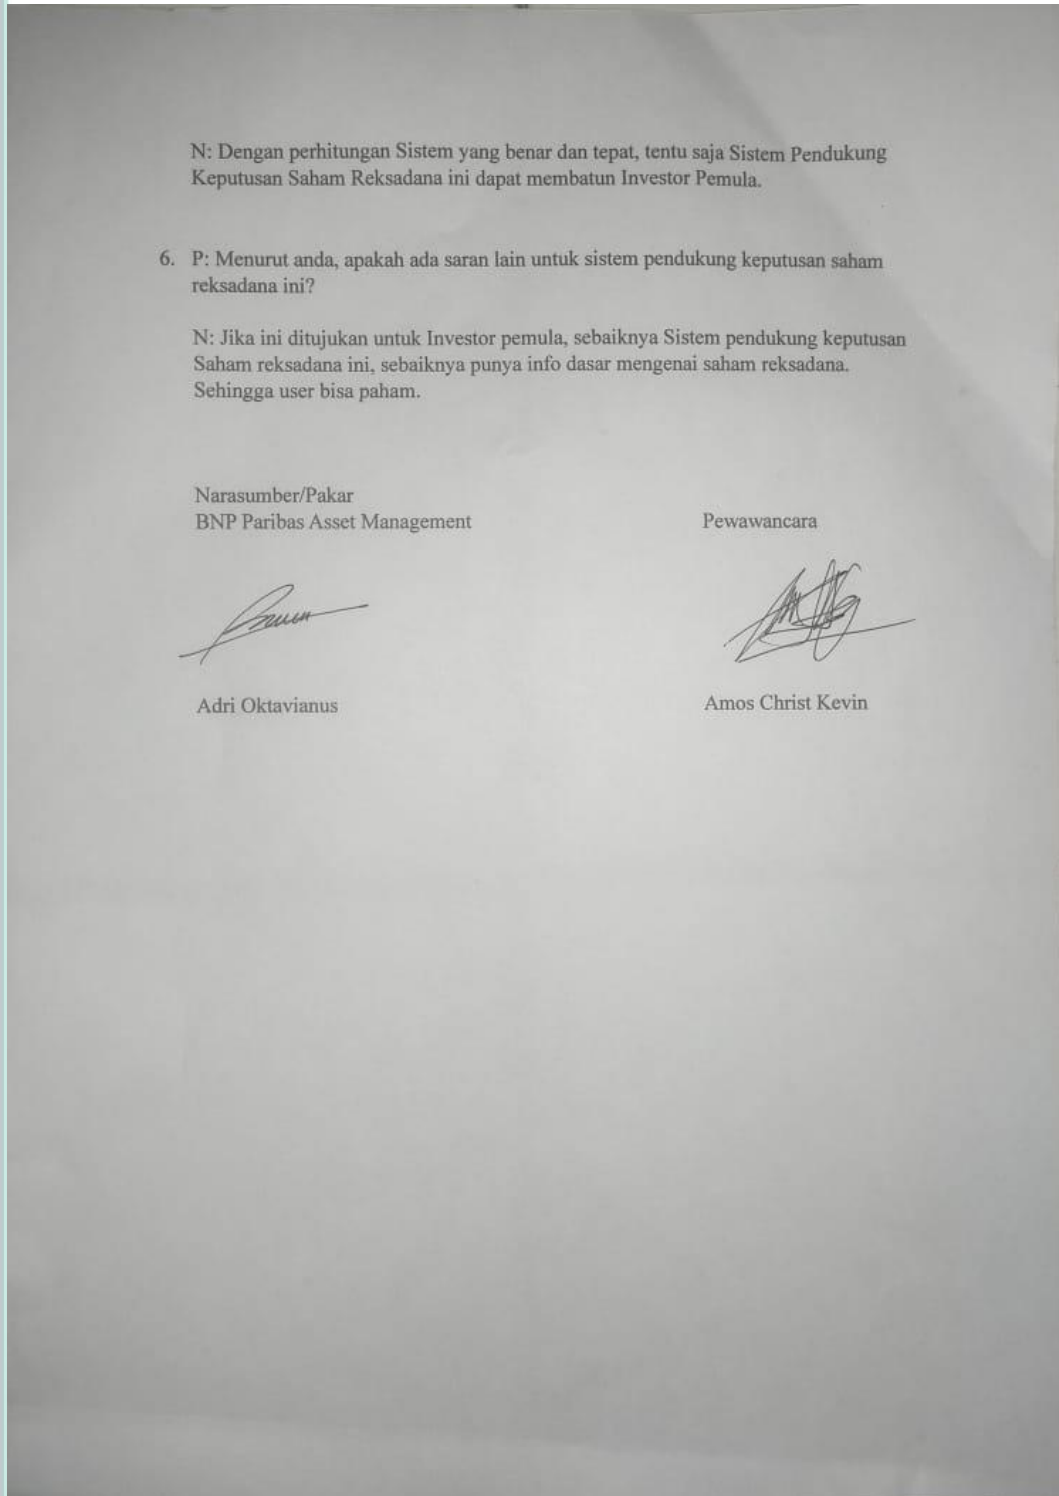 N: Dengan perhitungan Sistem yang benar dan tepat, tentu saja Sistem Pendukung
Keputusan Saham Reksadana ini dapat membatun Investor Pemula.
6. P: Menurut anda, apakah ada saran lain untuk sistem pendukung keputusan saham
reksadana ini?
N: Jika ini ditujukan untuk Investor pemula, sebaiknya Sistem pendukung keputusan
Saham reksadana ini, sebaiknya punya info dasar mengenai saham reksadana.
Sehingga user bisa paham.
Narasumber/Pakar
BNP Paribas Asset Management
Pewawancara
Adri Oktavianus
Amos Christ Kevin